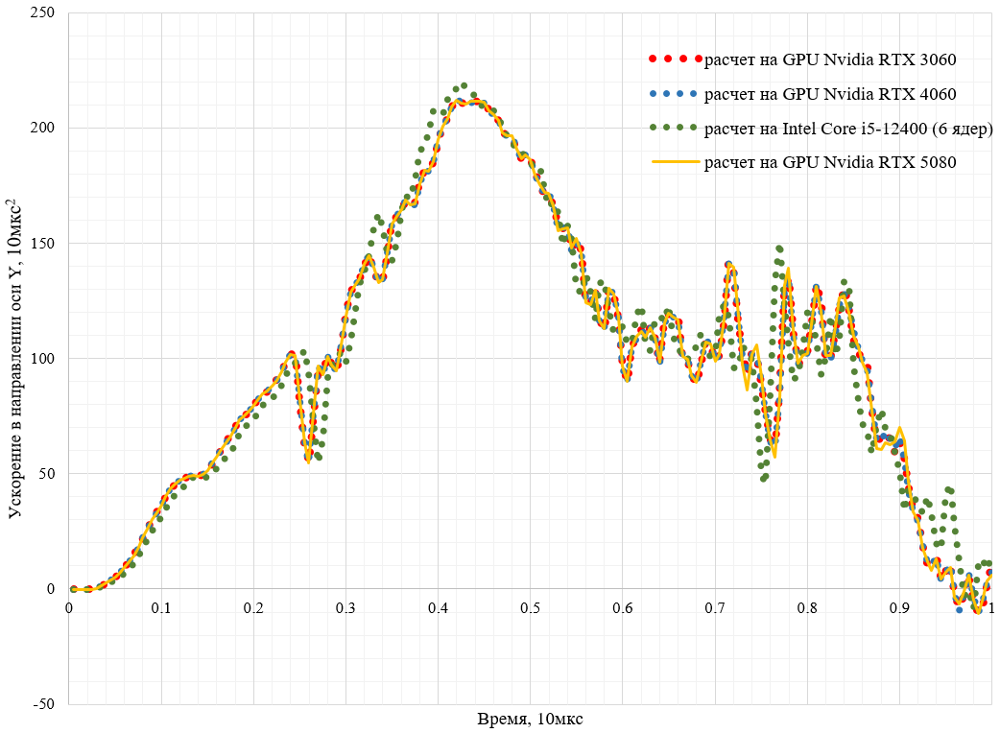 250
расчет на GPU Nvidia RTX 3060
расчет на GPU Nvidia RTX 4060
200
расчет на Intel Core i5-12400 (6 ядер)
расчет на GPU Nvidia RTX 5080
150
100
50
0
-50
Ускорение в направлении оси Y, 10мкс²
0 0.1 0.2 0.3 0.4 0.5 0.6 0.7 0.8 0.9 1
Время, 10мкс